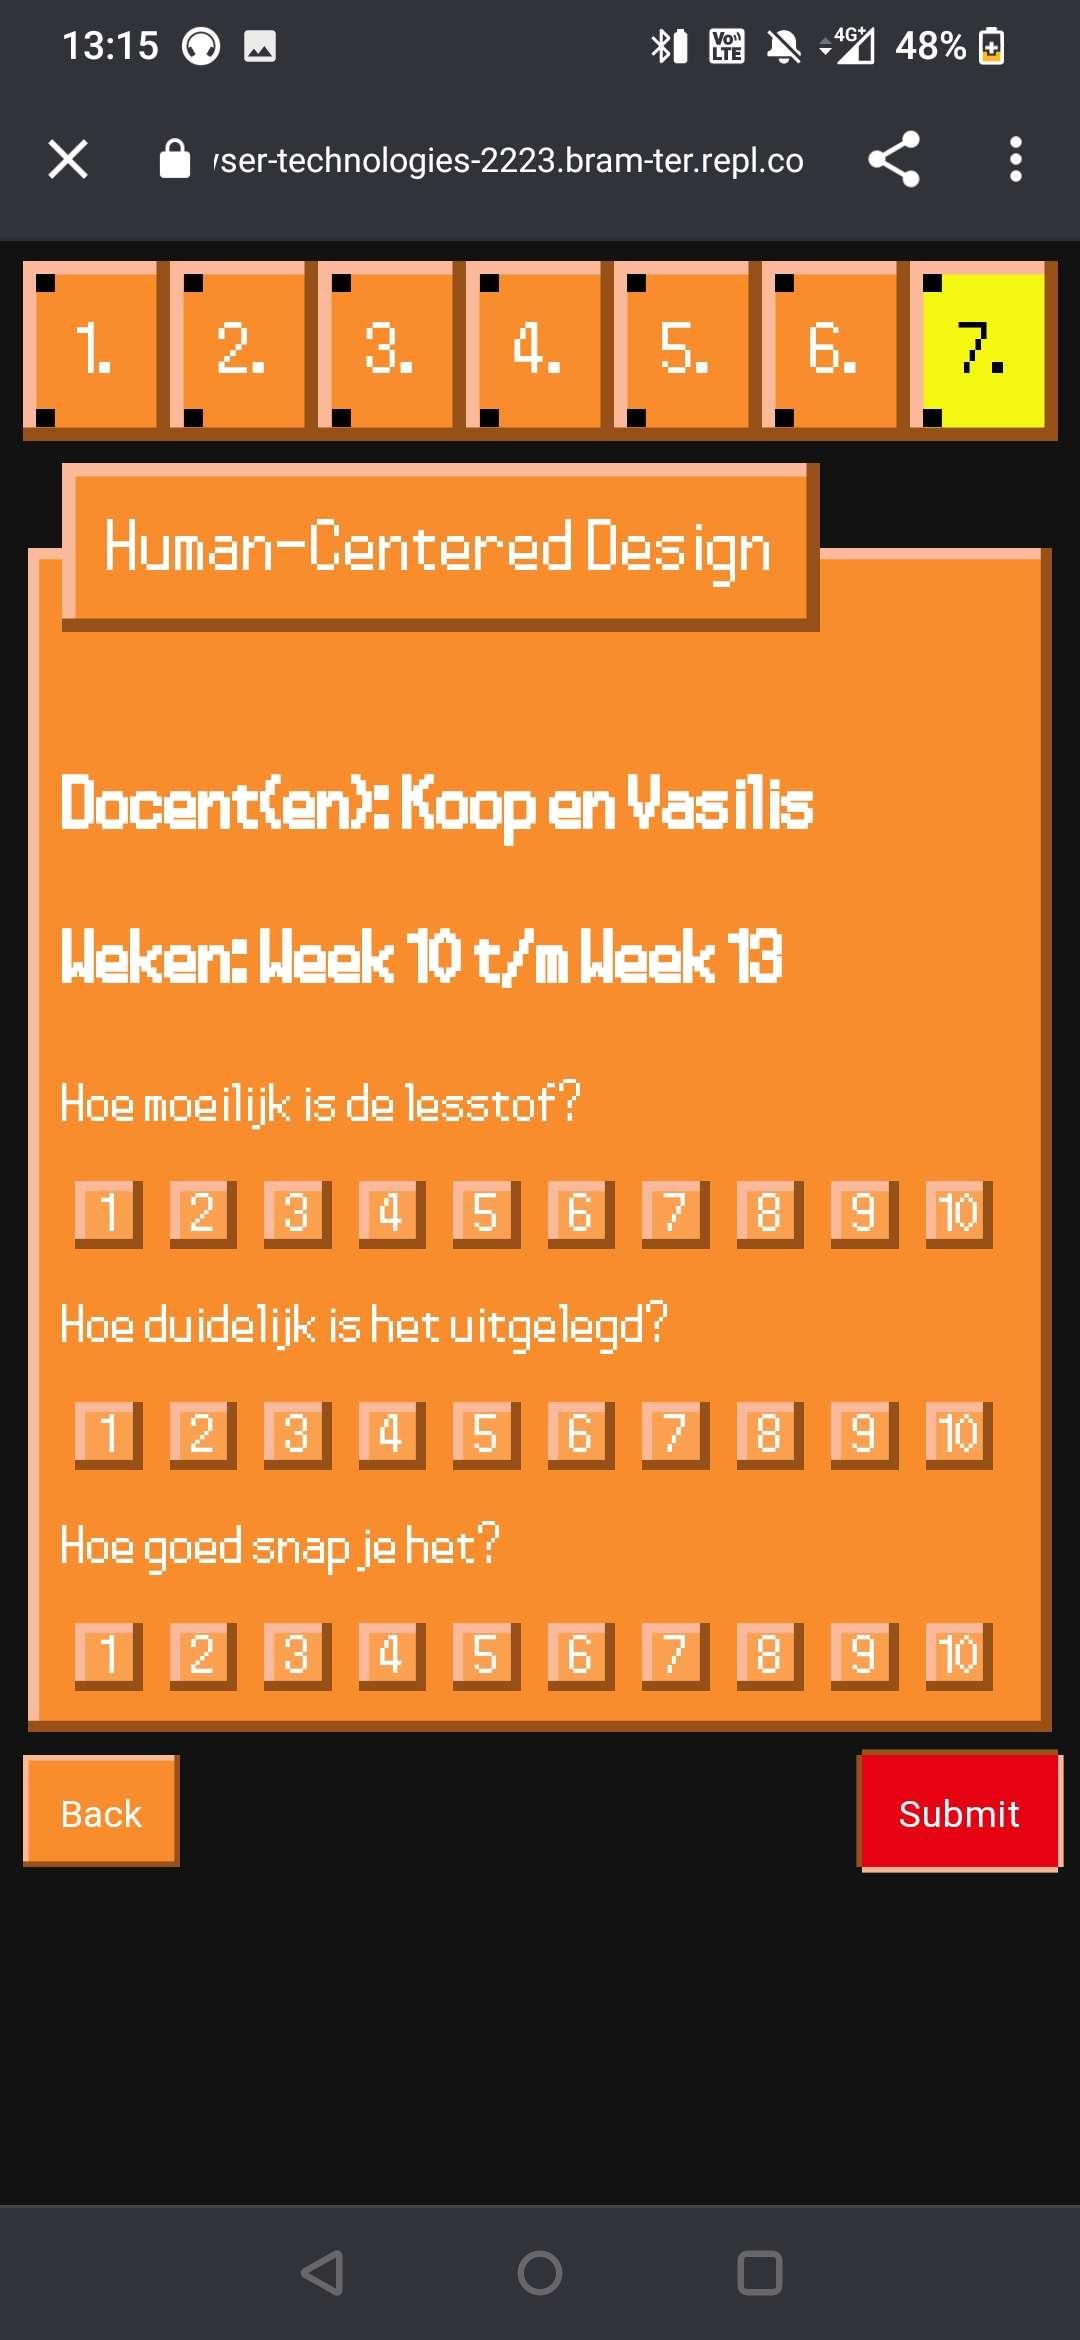 13:15 Vo LTE 4G+ 48%
ser-technologies-2223.bram-ter.repl.co
1. 2. 3. 4. 5. 6. 7.
Human-Centered Design
Docent(en): Koop en Vasilis
Weken: Week 10 t/m Week 13
Hoe moeilijk is de lesstof?
1 2 3 4 5 6 7 8 9 10
Hoe duidelijk is het uitgelegd?
1 2 3 4 5 6 7 8 9 10
Hoe goed snap je het?
1 2 3 4 5 6 7 8 9 10
Back Submit